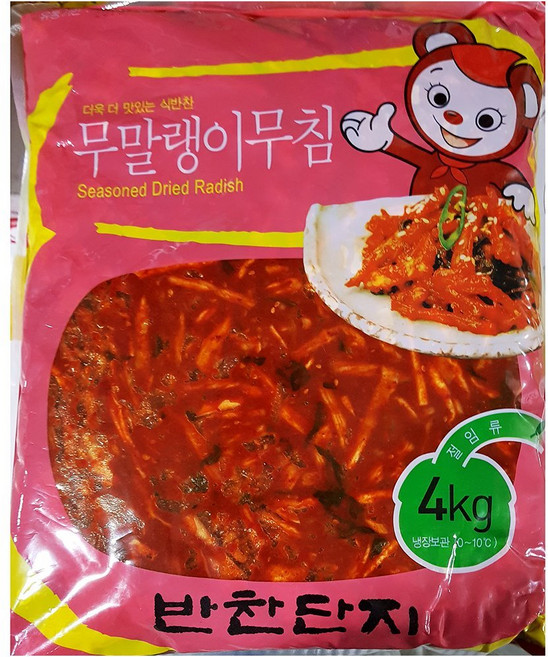 더욱 더 맛있는 식반찬
무말랭이무침
Seasoned Dried Radish
절임류
4kg
냉장보관(0~10℃)
반찬단지